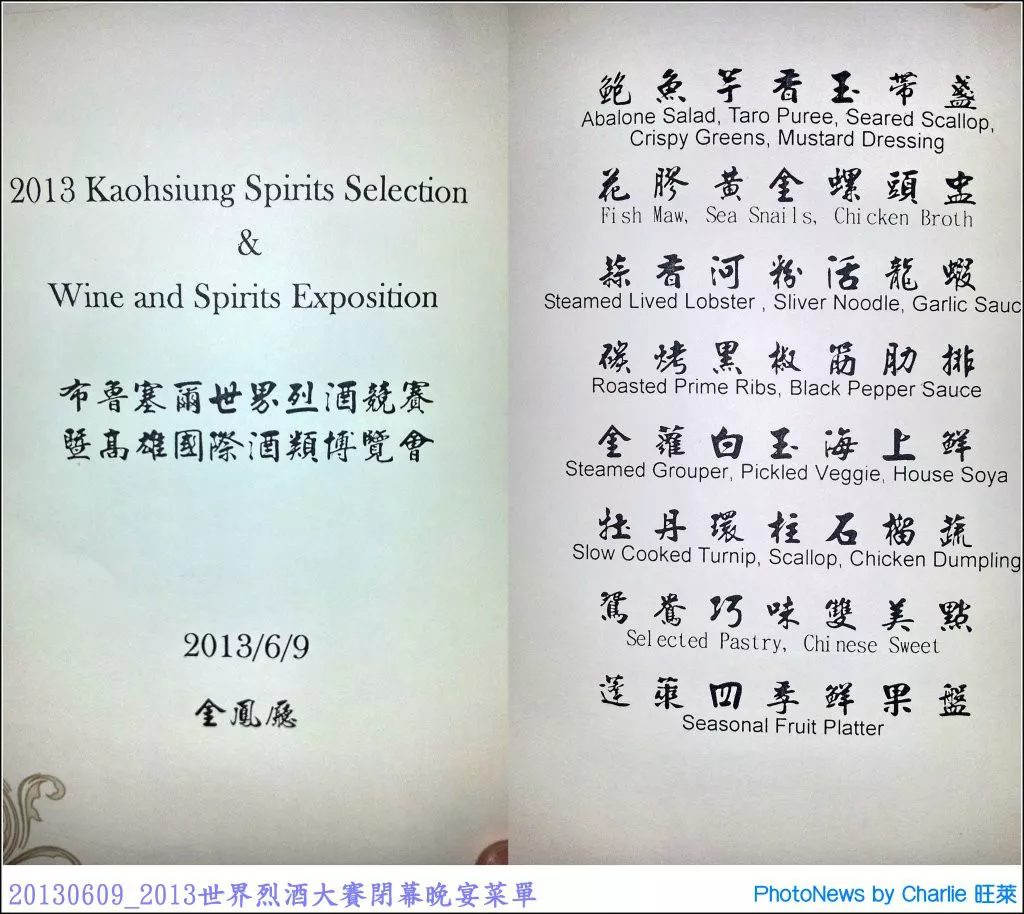 2013 Kaohsiung Spirits Selection
&
Wine and Spirits Exposition
布魯塞爾世界烈酒競賽
暨高雄國際酒類博覽會
2013/6/9
金鳳廳
鮑魚芋香玉帶盞
Abalone Salad, Taro Puree, Seared Scallop,
Crispy Greens, Mustard Dressing
花膠黃金螺頭盅
Fish Maw, Sea Snails, Chicken Broth
蒜香河粉活龍蝦
Steamed Lived Lobster , Sliver Noodle, Garlic Sauc
碳烤黑椒筋肋排
Roasted Prime Ribs, Black Pepper Sauce
金蘿白玉海上鮮
Steamed Grouper, Pickled Veggie, House Soya
牡丹環柱石榴蔬
Slow Cooked Turnip, Scallop, Chicken Dumpling
鴛鴦巧味雙美點
Selected Pastry, Chinese Sweet
蓬萊四季鮮果盤
Seasonal Fruit Platter
20130609_2013世界烈酒大賽閉幕晚宴菜單
PhotoNews by Charlie 旺萊